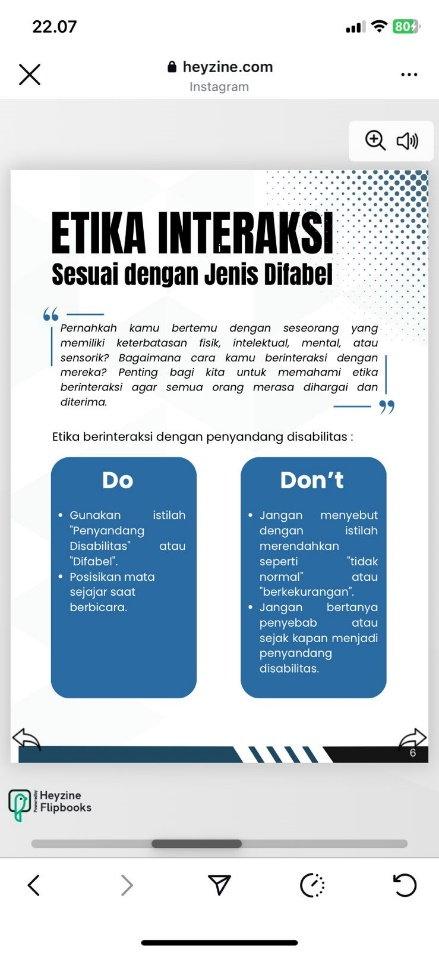 22.07
80
heyzine.com
Instagram
ETIKA INTERAKSI
Sesuai dengan Jenis Difabel
“
Pernahkah kamu bertemu dengan seseorang yang
memiliki keterbatasan fisik, intelektual, mental, atau
sensorik? Bagaimana cara kamu berinteraksi dengan
mereka? Penting bagi kita untuk memahami etika
berinteraksi agar semua orang merasa dihargai dan
diterima.
”
Etika berinteraksi dengan penyandang disabilitas :
Do
• Gunakan istilah
"Penyandang
Disabilitas" atau
"Difabel".
• Posisikan mata
sejajar saat
berbicara.
Don't
• Jangan menyebut
dengan istilah
merendahkan
seperti "tidak
normal" atau
"berkekurangan".
• Jangan bertanya
penyebab atau
sejak kapan menjadi
penyandang
disabilitas.
6
Heyzine
Flipbooks